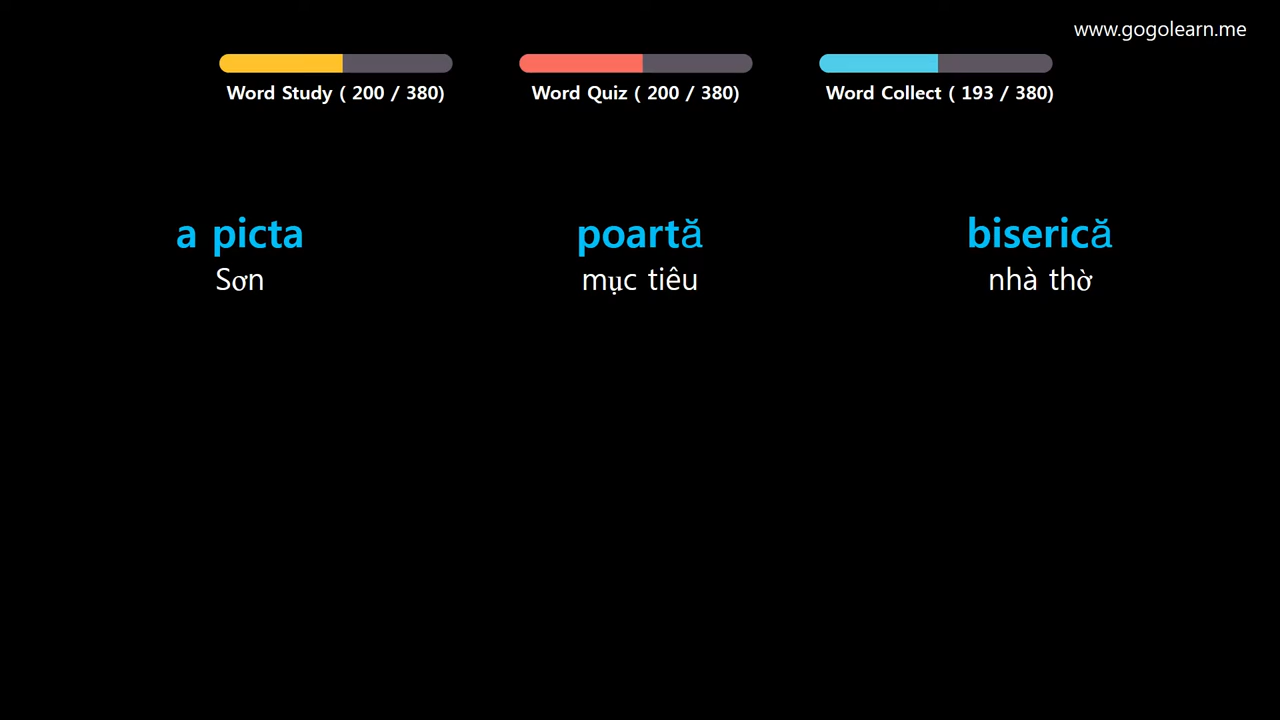 www.gogolearn.me
Word Study ( 200 / 380)
Word Quiz ( 200 / 380)
Word Collect ( 193 / 380)
a picta
Sơn
poartă
mục tiêu
biserică
nhà thờ